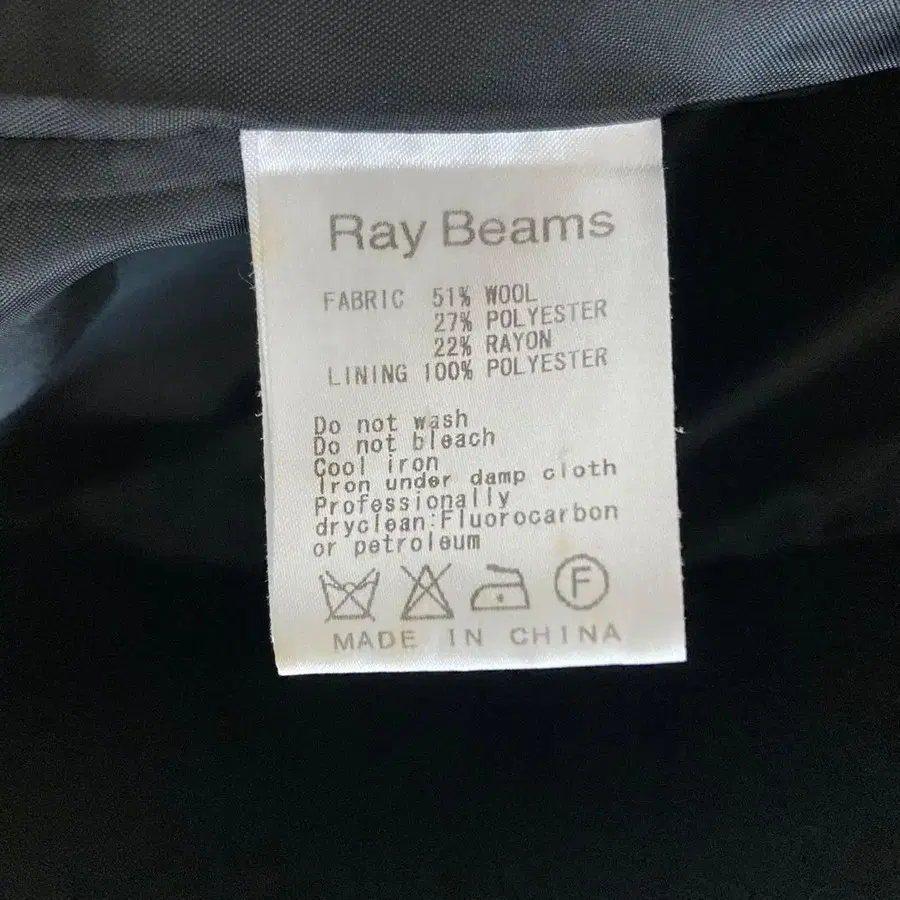 Ray Beams
FABRIC 51% WOOL
27% POLYESTER
22% RAYON
LINING 100% POLYESTER
Do not wash
Do not bleach
Cool iron
Iron under damp cloth
Professionally
dryclean:Fluorocarbon
or petroleum
F
MADE IN CHINA